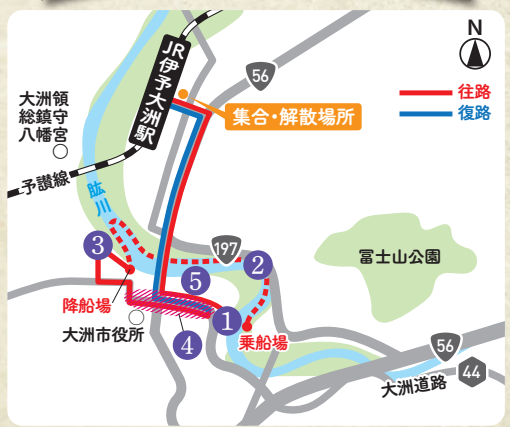 N
JR伊予大洲駅
56
往路
復路
大洲領
総鎮守
八幡宮
集合・解散場所
予讃線
肱川
197
冨士山公園
3
2
5
降船場
1
乗船場
大洲市役所
4
56
44
大洲道路